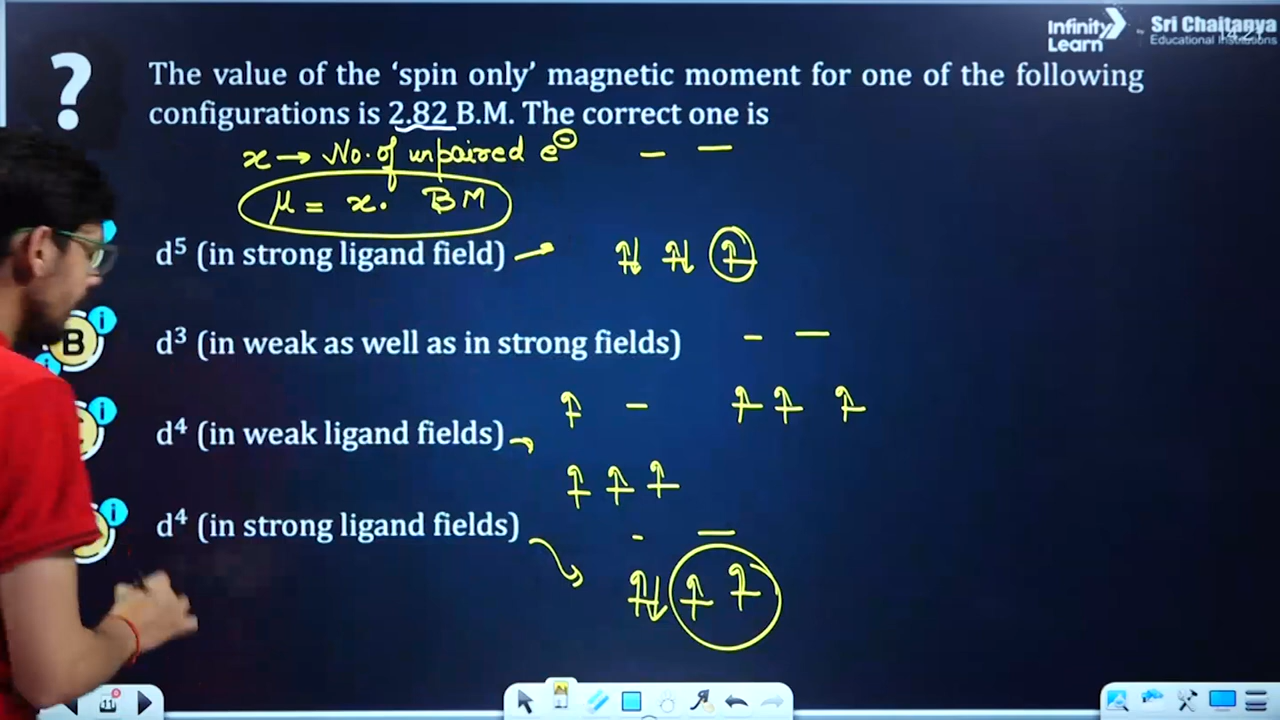 Infinity Learn
by Sri Chaitanya
Educational Institutions
?
The value of the ‘spin only’ magnetic moment for one of the following
configurations is 2.82 B.M. The correct one is
x → No. of unpaired e⊖
μ = x. BM
d⁵ (in strong ligand field)
B
i
d³ (in weak as well as in strong fields)
i
i
d⁴ (in weak ligand fields)
i
d⁴ (in strong ligand fields)
11